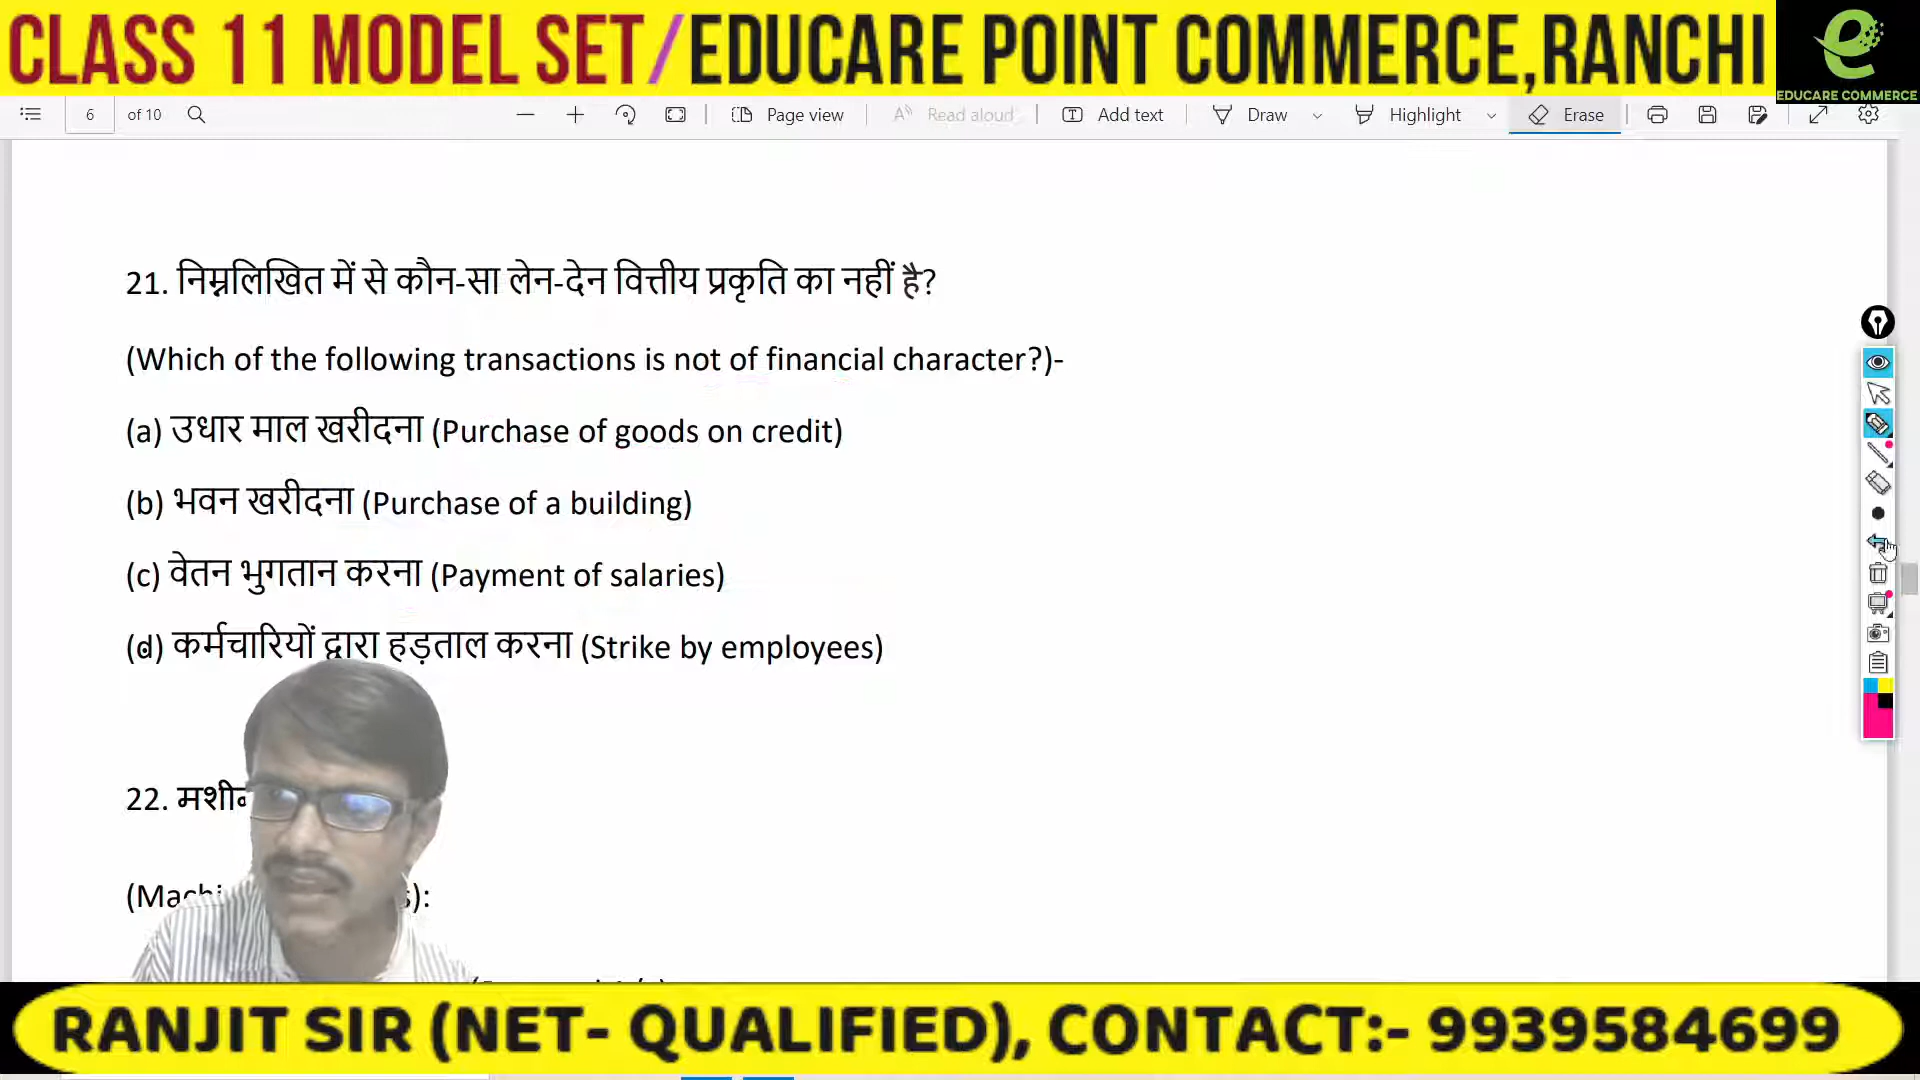 CLASS 11 MODEL SET/EDUCARE POINT COMMERCE,RANCHI
EDUCARE COMMERCE
6 of 10 Page view Read aloud Add text Draw Highlight Erase
21. निम्नलिखित में से कौन-सा लेन-देन वित्तीय प्रकृति का नहीं है?
(Which of the following transactions is not of financial character?)-
(a) उधार माल खरीदना (Purchase of goods on credit)
(b) भवन खरीदना (Purchase of a building)
(c) वेतन भुगतान करना (Payment of salaries)
(d) कर्मचारियों द्वारा हड़ताल करना (Strike by employees)
22.
RANJIT SIR (NET- QUALIFIED), CONTACT:- 9939584699